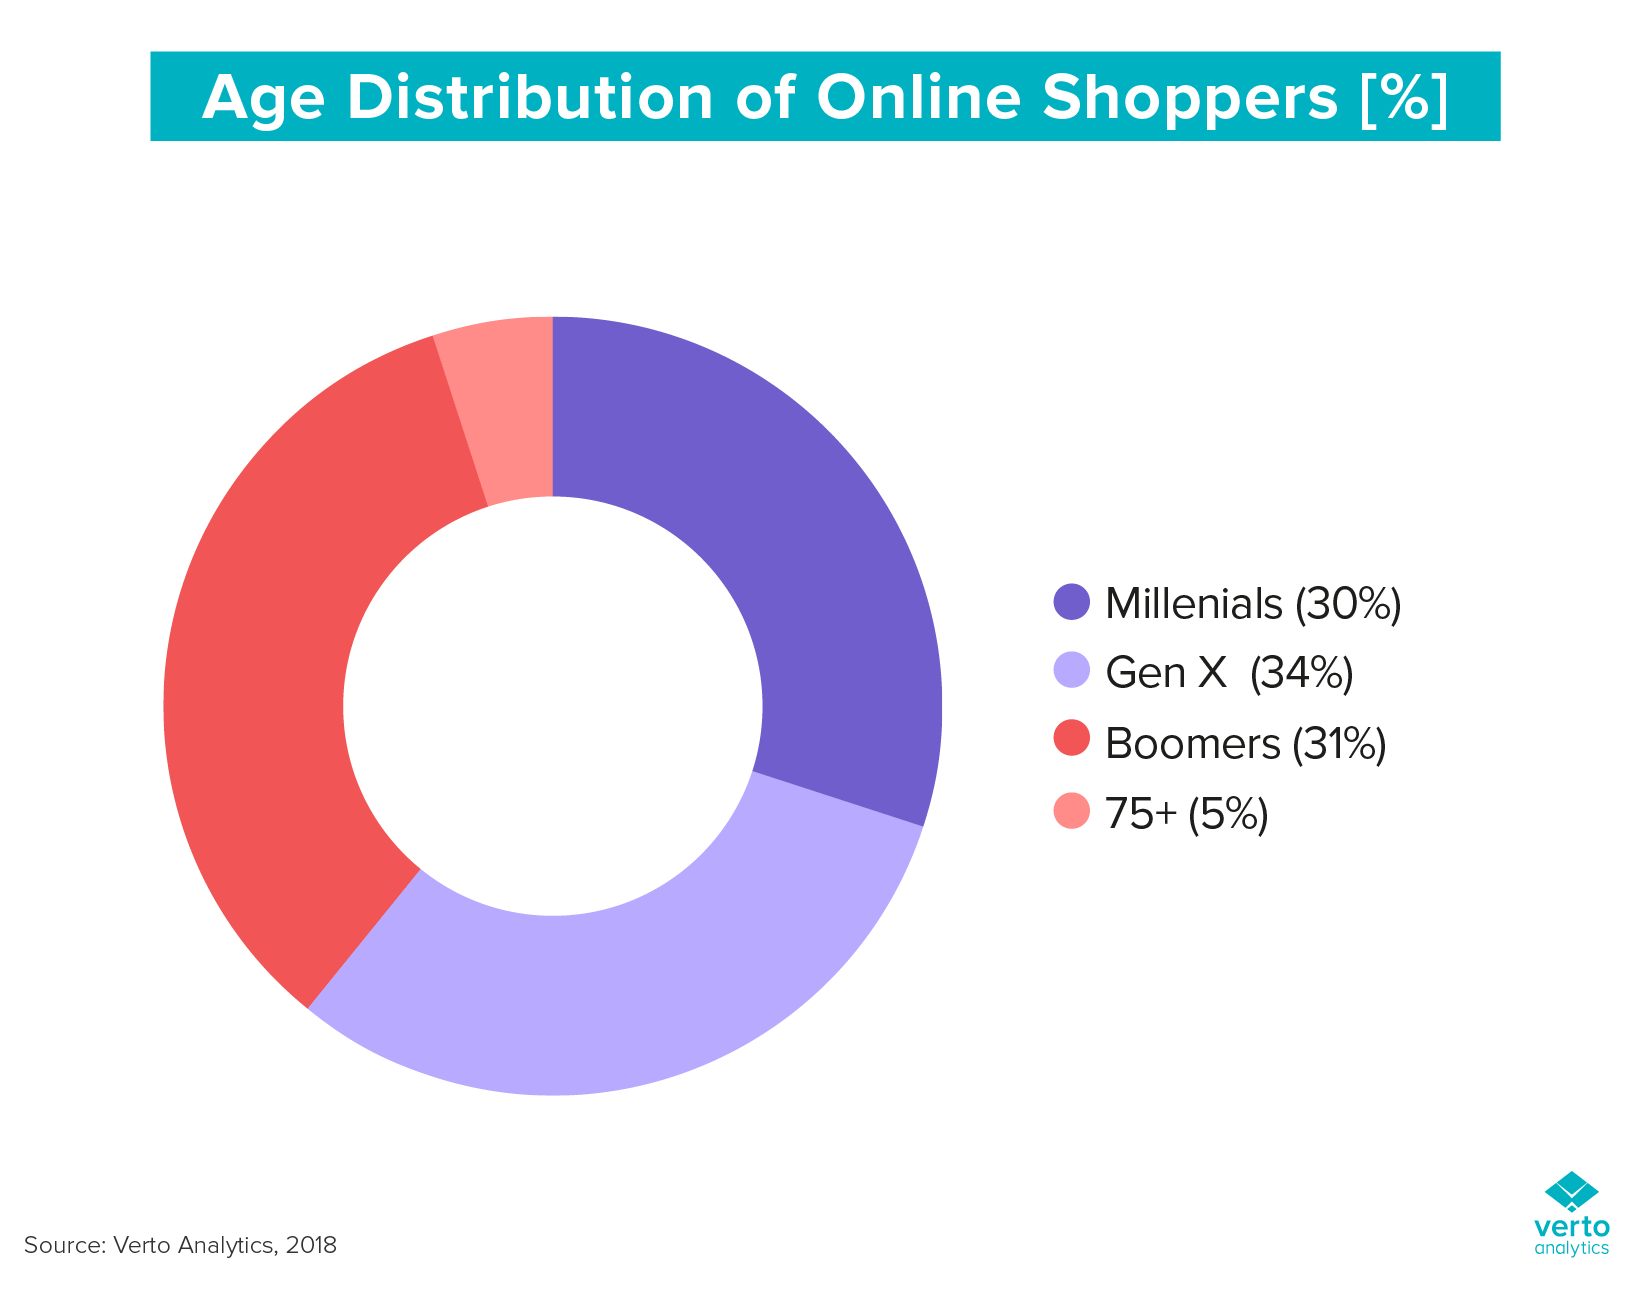 Age Distribution of Online Shoppers [%]
Millenials (30%)
Gen X  (34%)
Boomers (31%)
75+ (5%)
Source: Verto Analytics, 2018
verto
analytics